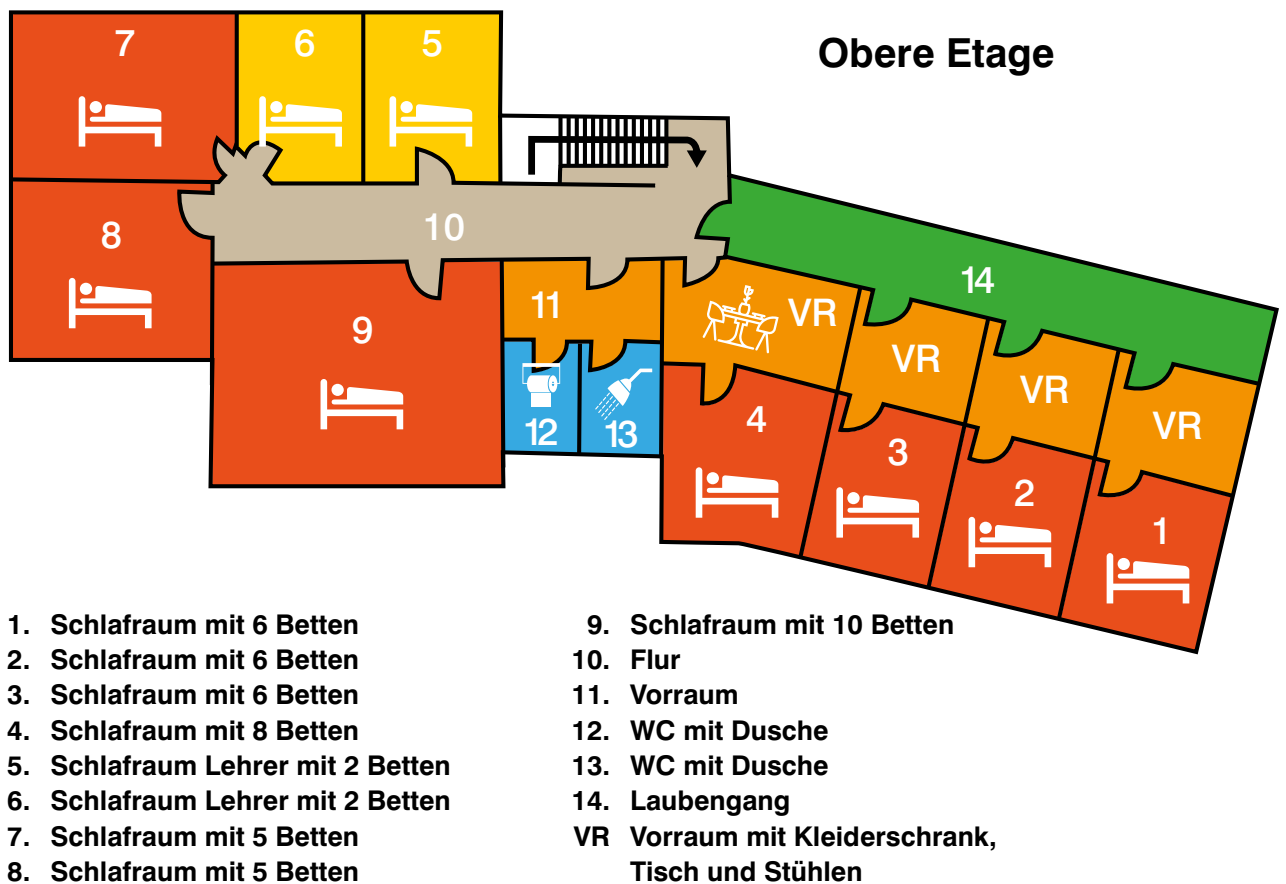 Obere Etage
7
6
5
8
10
9
11
12
13
14
VR
VR
VR
VR
4
3
2
1
1. Schlafraum mit 6 Betten
2. Schlafraum mit 6 Betten
3. Schlafraum mit 6 Betten
4. Schlafraum mit 8 Betten
5. Schlafraum Lehrer mit 2 Betten
6. Schlafraum Lehrer mit 2 Betten
7. Schlafraum mit 5 Betten
8. Schlafraum mit 5 Betten
9. Schlafraum mit 10 Betten
10. Flur
11. Vorraum
12. WC mit Dusche
13. WC mit Dusche
14. Laubengang
VR Vorraum mit Kleiderschrank,
Tisch und Stühlen